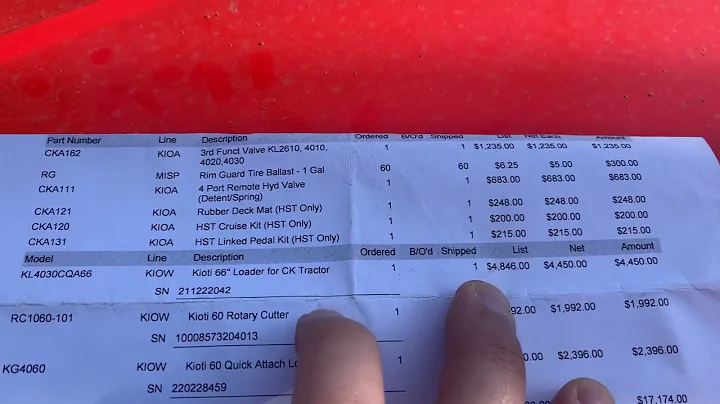 Part Number Line Description Ordered B/O'd Shipped List Net Each Amount
CKA162 KIOA 3rd Funct Valve KL2610, 4010, 1 1 $1,235.00 $1,235.00 $1,235.00
4020,4030
RG MISP Rim Guard Tire Ballast - 1 Gal 60 60 $6.25 $5.00 $300.00
CKA111 KIOA 4 Port Remote Hyd Valve 1 1 $683.00 $683.00 $683.00
(Detent/Spring)
CKA121 KIOA Rubber Deck Mat (HST Only) 1 1 $248.00 $248.00 $248.00
CKA120 KIOA HST Cruise Kit (HST Only) 1 1 $200.00 $200.00 $200.00
CKA131 KIOA HST Linked Pedal Kit (HST Only) 1 1 $215.00 $215.00 $215.00
Model Line Description Ordered B/O'd Shipped List Net Amount
KL4030CQA66 KIOW Kioti 66" Loader for CK Tractor 1 1 $4,846.00 $4,450.00 $4,450.00
SN 211222042
RC1060-101 KIOW Kioti 60 Rotary Cutter 1 92.00 $1,992.00 $1,992.00
SN 10008573204013
KG4060 KIOW Kioti 60 Quick Attach 1 0.00 $2,396.00 $2,396.00
SN 220228459
$17,174.00